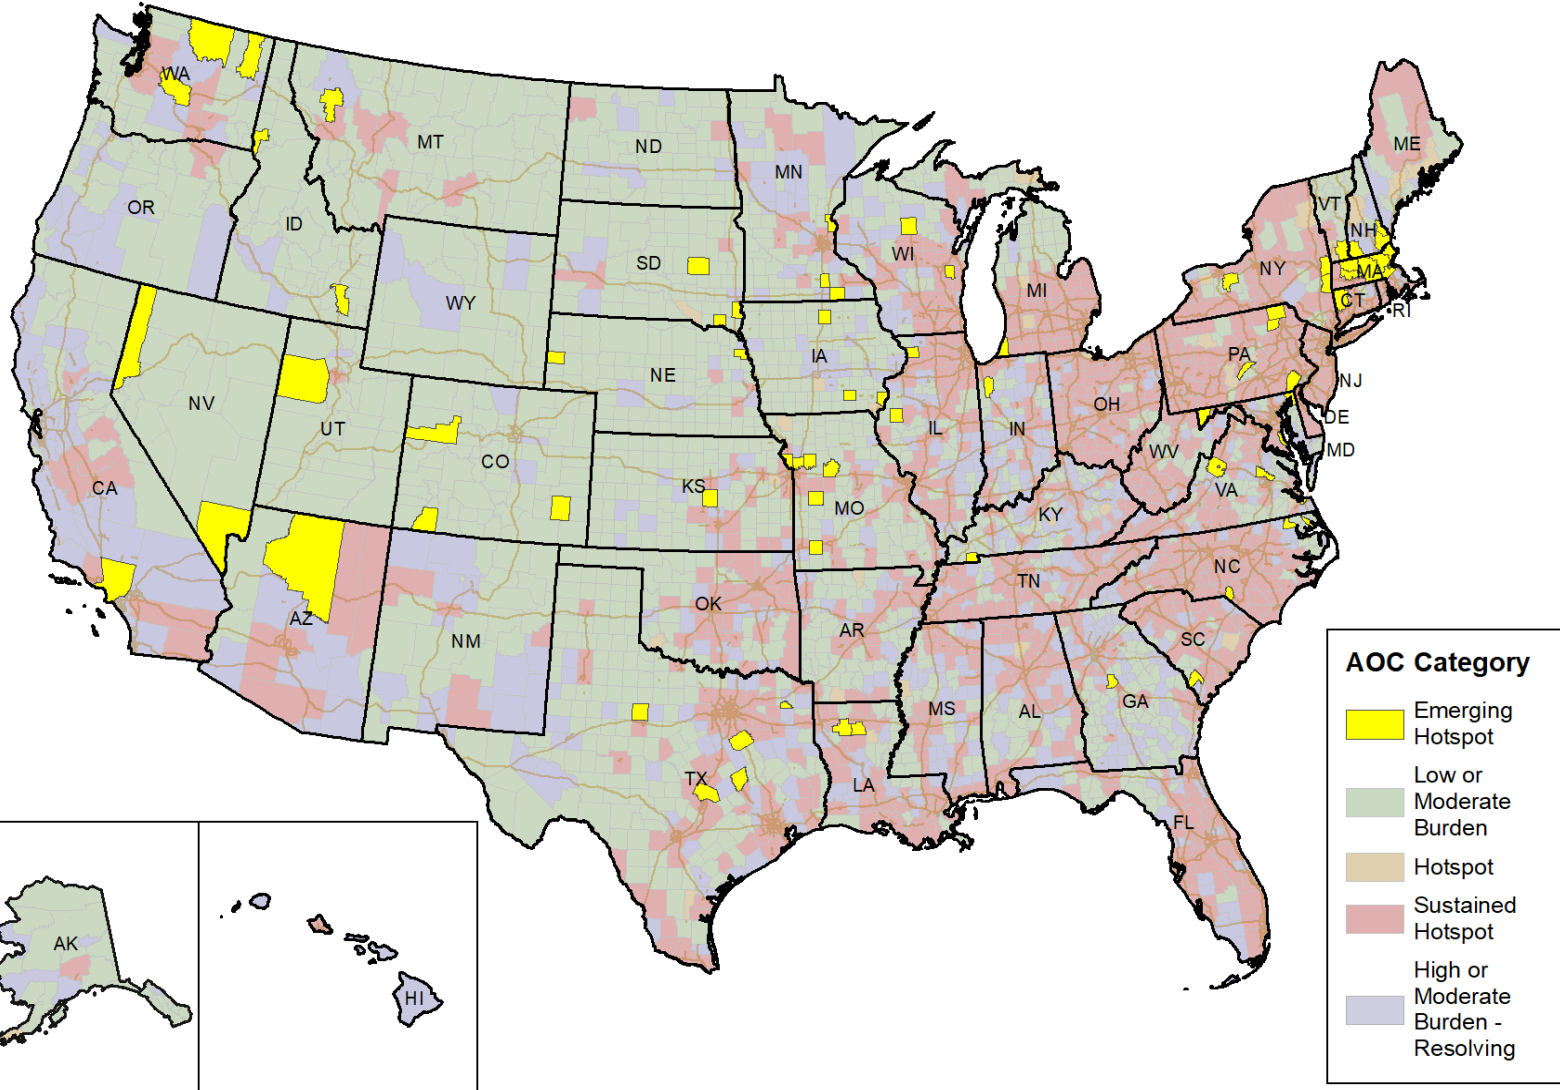 WA
MT
ND
MN
ME
OR
ID
SD
WI
VT
NH
NY
MA
MI
CT
RI
WY
IA
NE
PA
NJ
NV
UT
CO
IL
IN
OH
DE
MD
WV
CA
KS
MO
KY
VA
AZ
NM
OK
AR
TN
NC
SC
MS
AL
GA
TX
LA
FL
AK
HI
AOC Category
Emerging
Hotspot
Low or
Moderate
Burden
Hotspot
Sustained
Hotspot
High or
Moderate
Burden -
Resolving